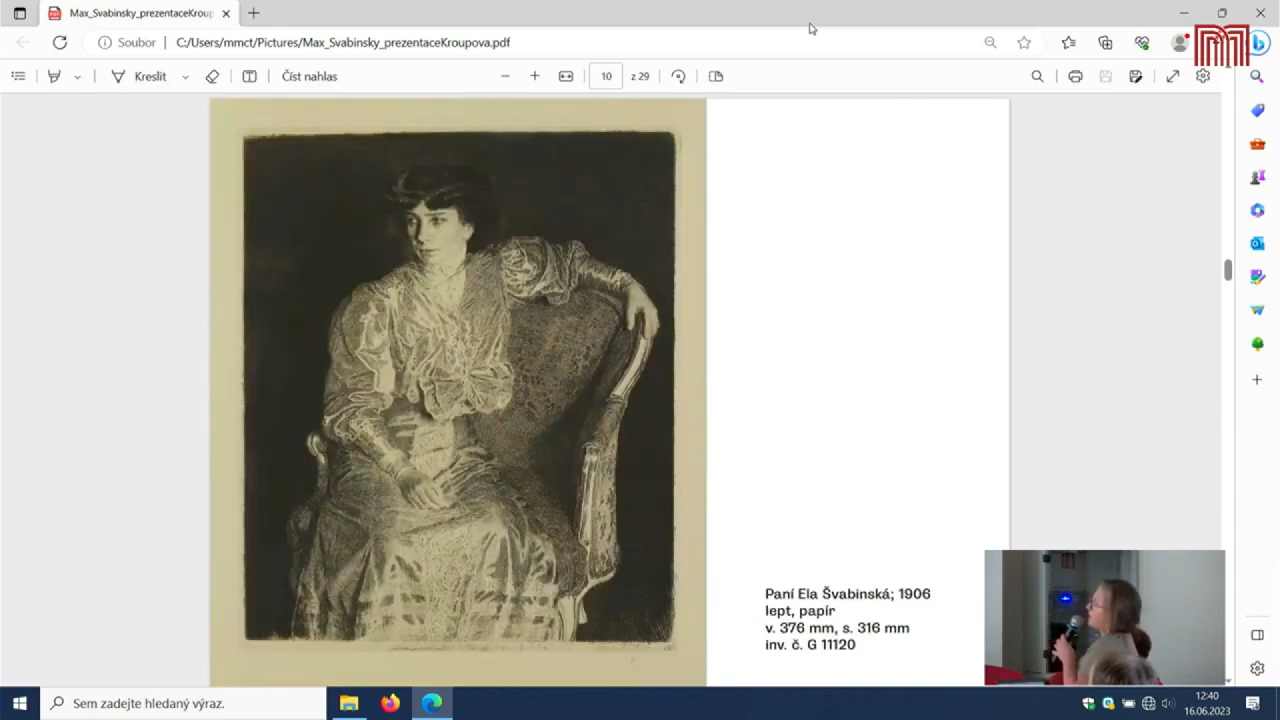 Max_Svabinsky_prezentaceKroup
Soubor
C:/Users/mmct/Pictures/Max_Svabinsky_prezentaceKroupova.pdf
Kreslit
Číst nahlas
10
z 29
Paní Ela Švabinská; 1906
lept, papír
v. 376 mm, s. 316 mm
inv. č. G 11120
Sem zadejte hledaný výraz.
12:40
16.06.2023